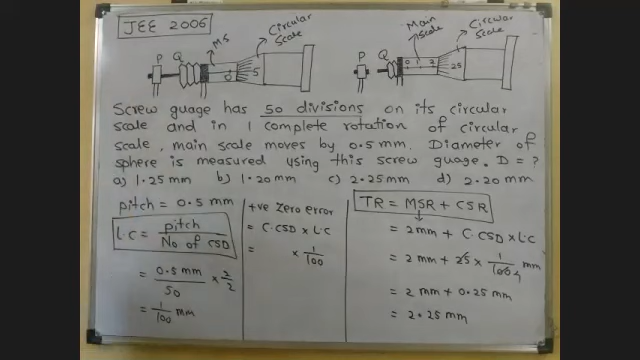 JEE 2006
P Q MS Circular Scale
0 5
P Q Main Scale Circular Scale
0 1 2 25
Screw guage has 50 divisions on its circular
scale and in 1 complete rotation of circular
scale, main scale moves by 0.5 mm. Diameter of
sphere is measured using this screw guage. D = ?
a) 1.25 mm b) 1.20 mm c) 2.25 mm d) 2.20 mm
pitch = 0.5 mm
L.C = pitch / No of CSD
= 0.5 mm / 50 × 2/2
= 1/100 mm
+ve Zero error
= C.CSD × L.C
= × 1/100
TR = MSR + CSR
= 2mm + C.CSD × L.C
= 2 mm + 25 × 1/100 mm
4
= 2 mm + 0.25 mm
= 2.25 mm